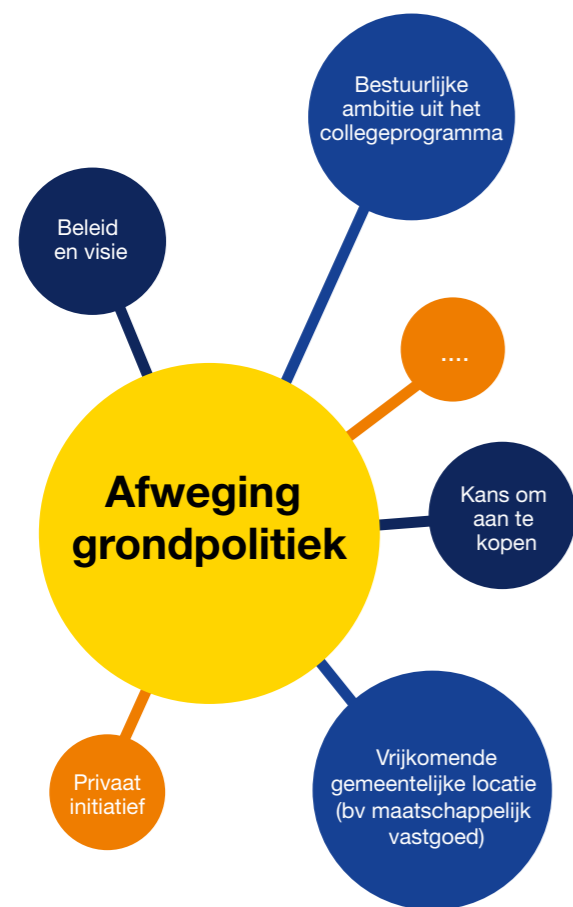 Bestuurlijke
ambitie uit het
collegeprogramma
Beleid
en visie
....
Afweging
grondpolitiek
Kans om
aan te
kopen
Privaat
initiatief
Vrijkomende
gemeentelijke locatie
(bv maatschappelijk
vastgoed)